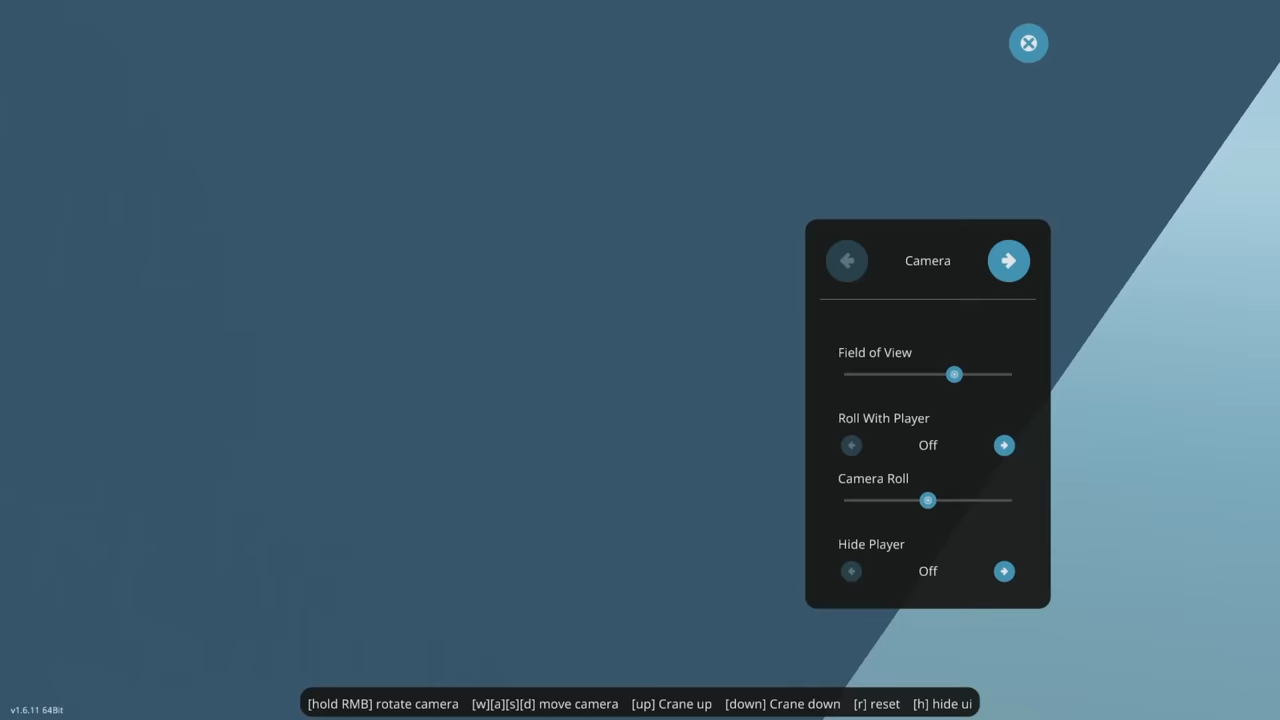 Camera
Field of View
Roll With Player
Off
Camera Roll
Hide Player
Off
[hold RMB] rotate camera [w][a][s][d] move camera [up] Crane up [down] Crane down [r] reset [h] hide ui
v1.6.11 64Bit